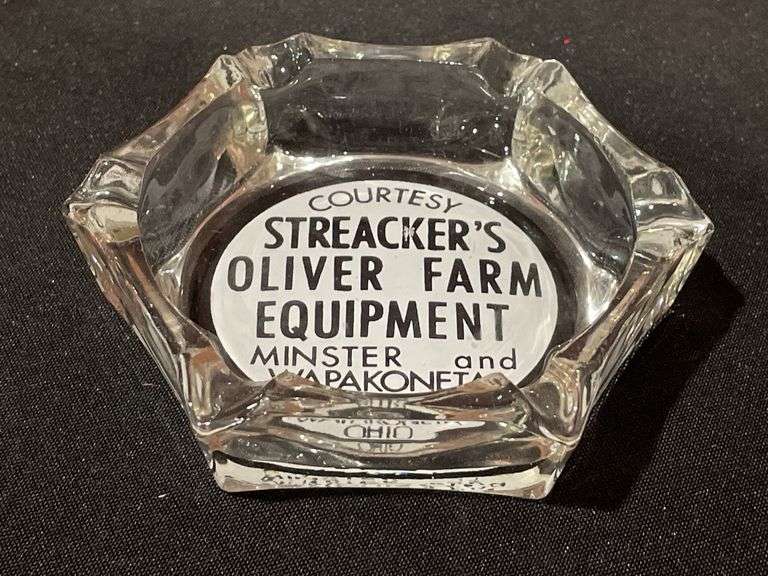 COURTESY
STREACKER'S
OLIVER FARM
EQUIPMENT
MINSTER and
WAPAKONETA
OHIO